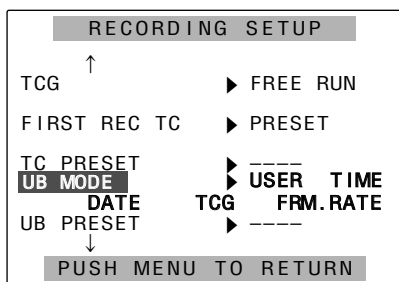 RECORDING SETUP
↑
TCG ▶ FREE RUN
FIRST REC TC ▶ PRESET
TC PRESET ▶ ----
UB MODE ▶ USER TIME
DATE TCG FRM.RATE
UB PRESET ▶ ----
↓
PUSH MENU TO RETURN